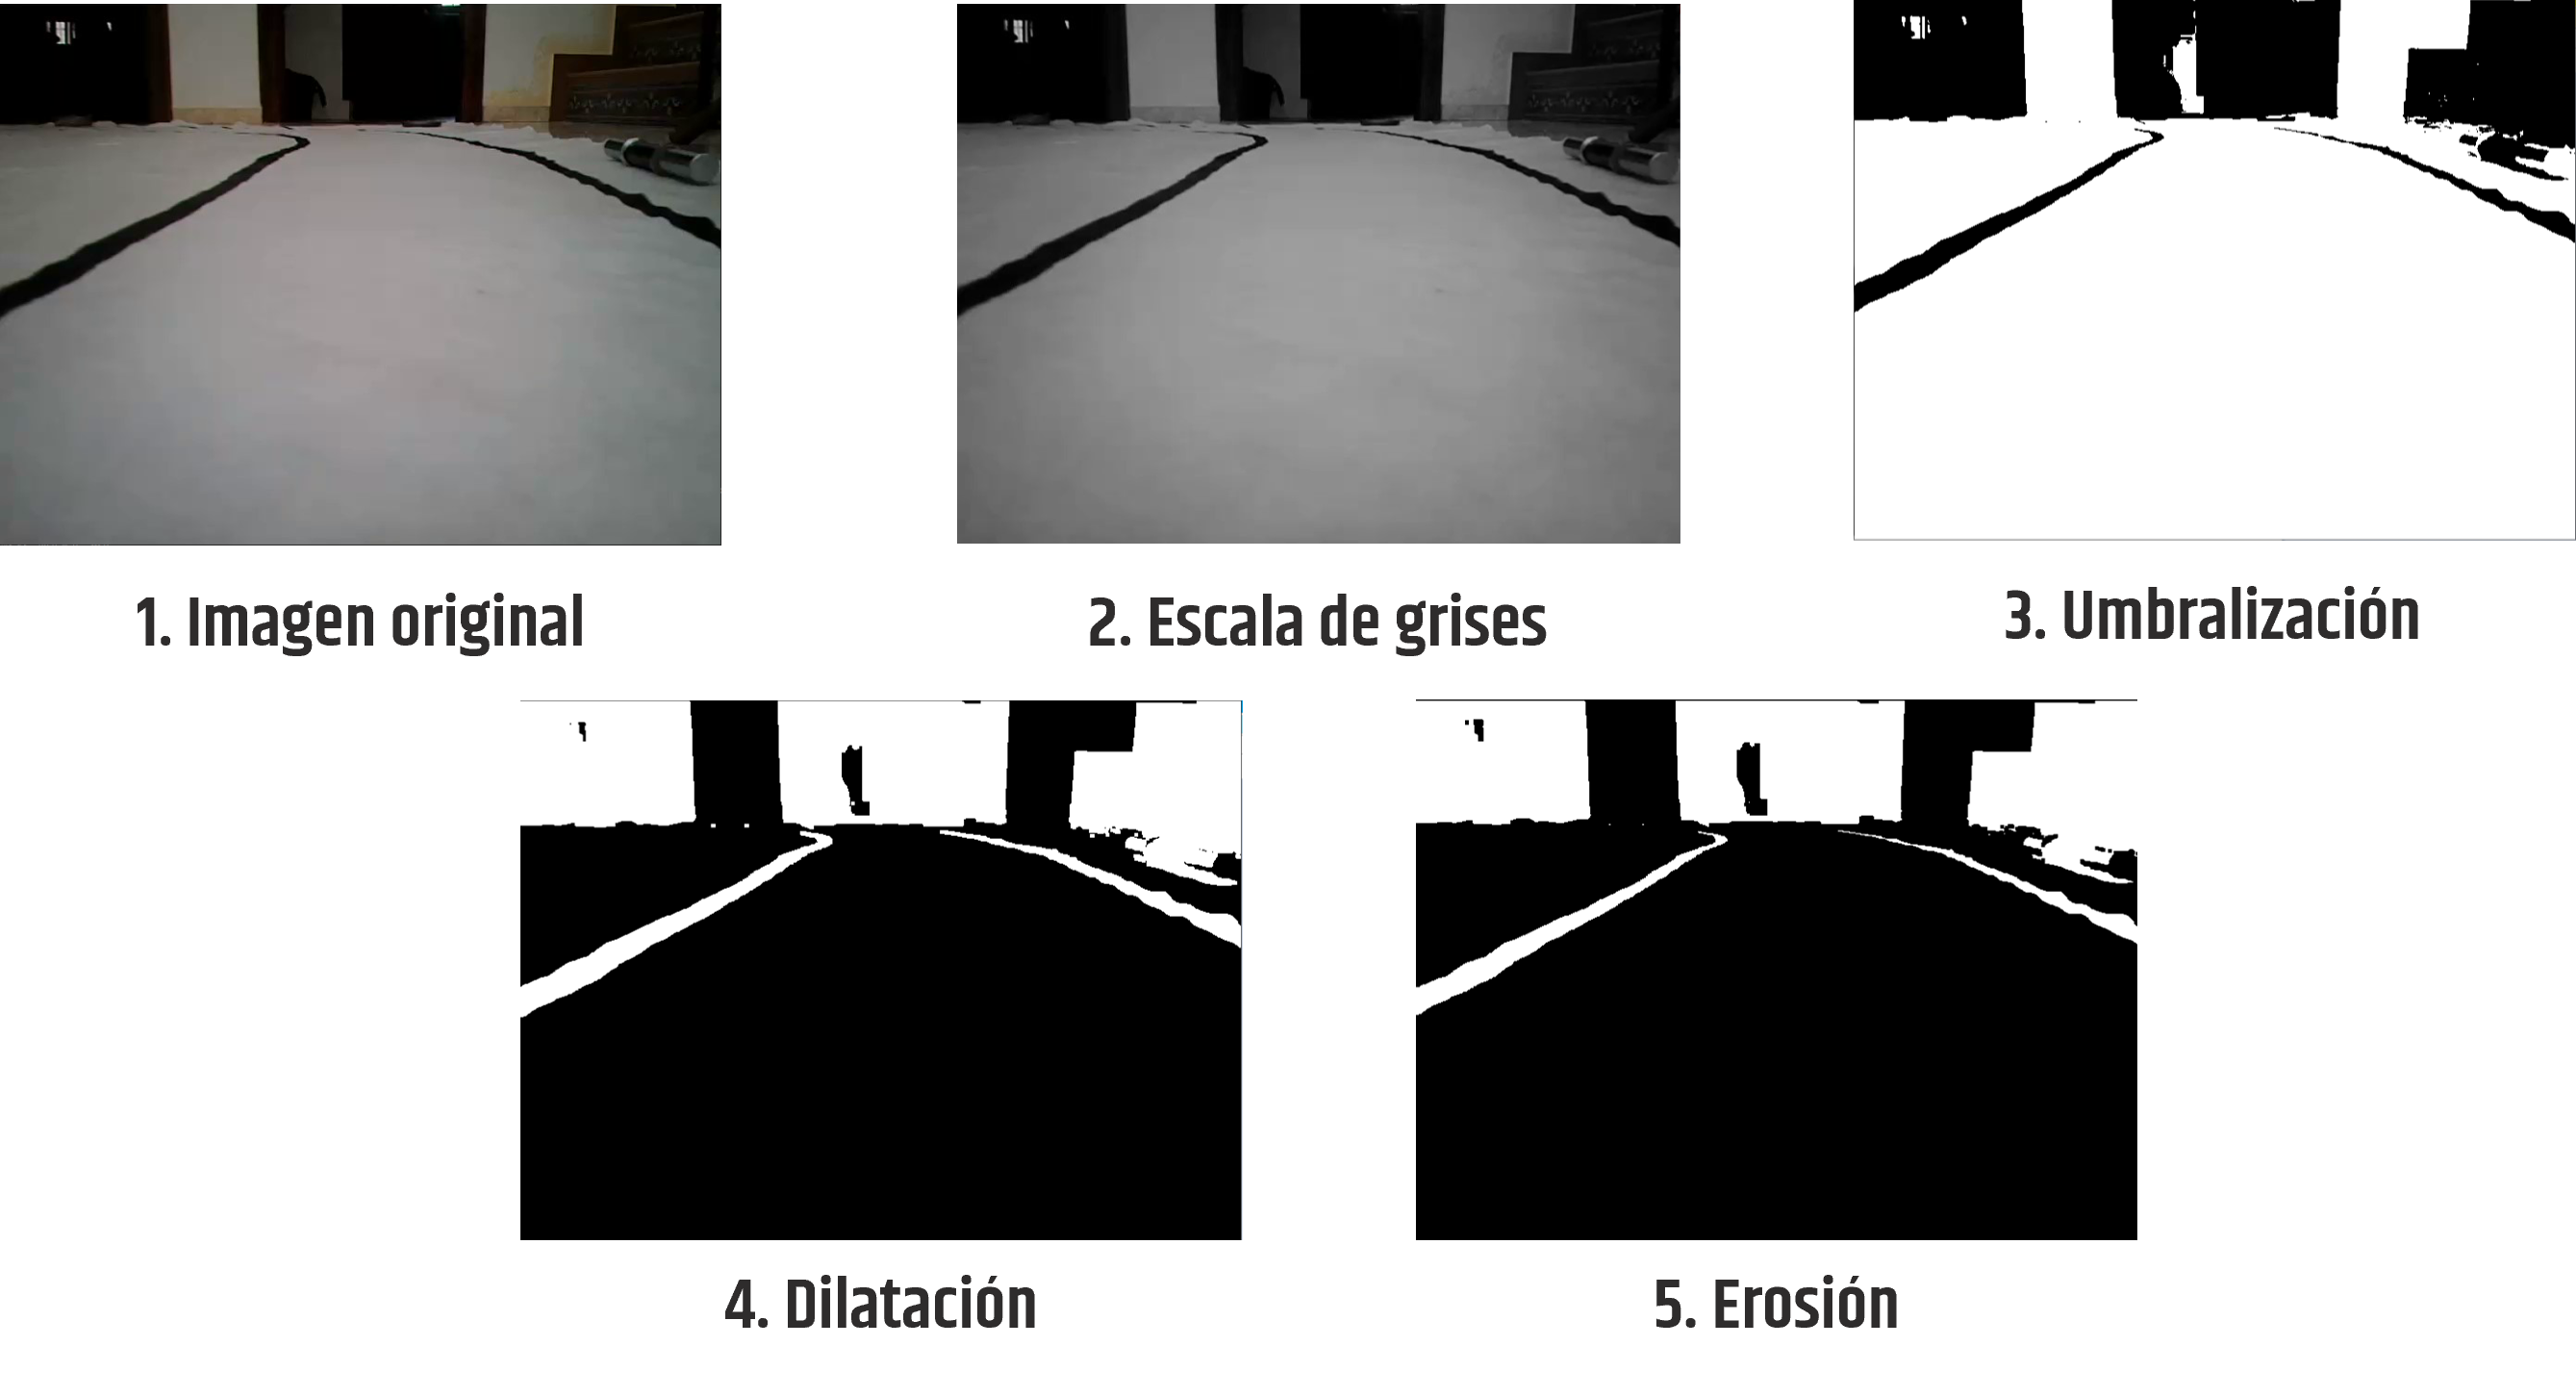 1. Imagen original
2. Escala de grises
3. Umbralización
4. Dilatación
5. Erosión